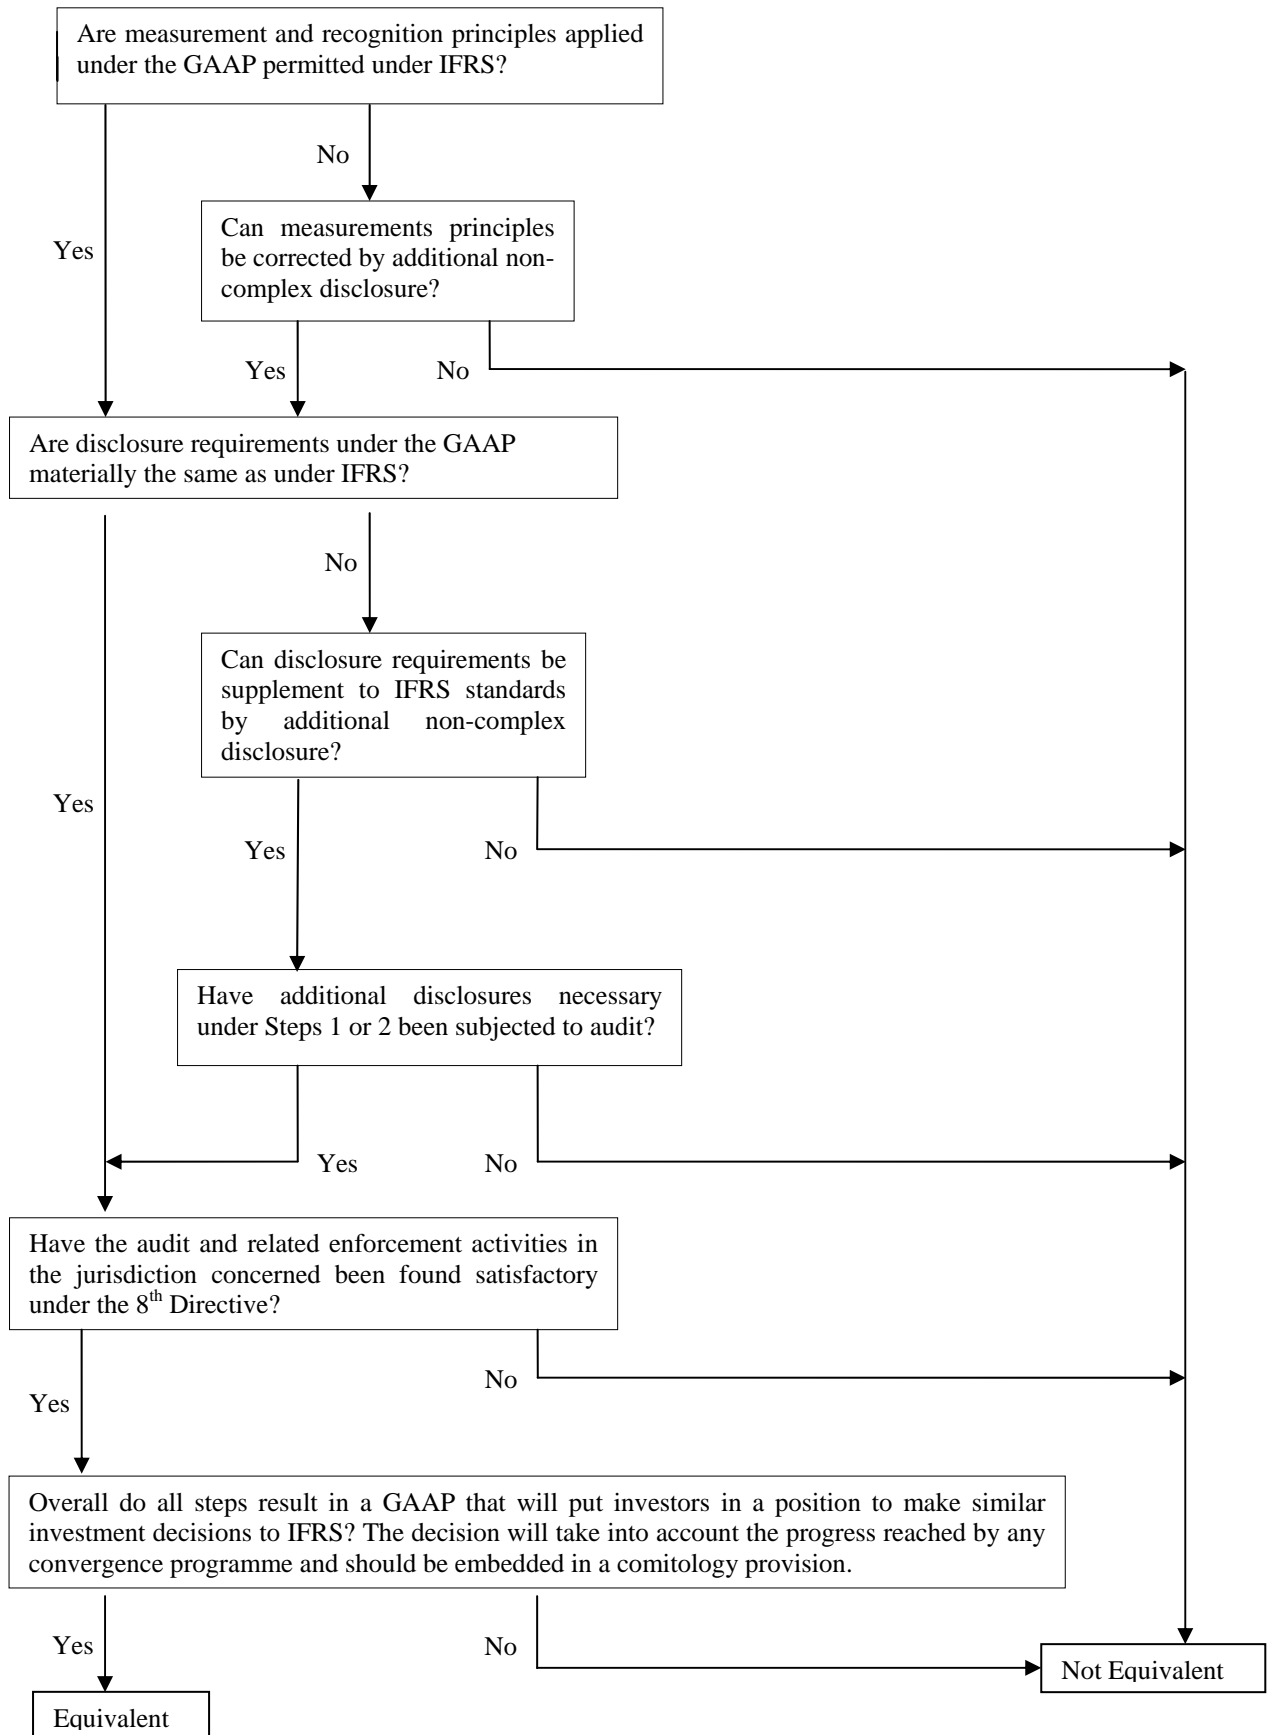 Are measurement and recognition principles applied
under the GAAP permitted under IFRS?
No
Can measurements principles
be corrected by additional non-
complex disclosure?
Yes
Yes
No
Are disclosure requirements under the GAAP
materially the same as under IFRS?
No
Can disclosure requirements be
supplement to IFRS standards
by additional non-complex
disclosure?
Yes
Yes
No
Have additional disclosures necessary
under Steps 1 or 2 been subjected to audit?
Yes
No
Have the audit and related enforcement activities in
the jurisdiction concerned been found satisfactory
under the 8th Directive?
No
Yes
Overall do all steps result in a GAAP that will put investors in a position to make similar
investment decisions to IFRS? The decision will take into account the progress reached by any
convergence programme and should be embedded in a comitology provision.
Yes
No
Not Equivalent
Equivalent